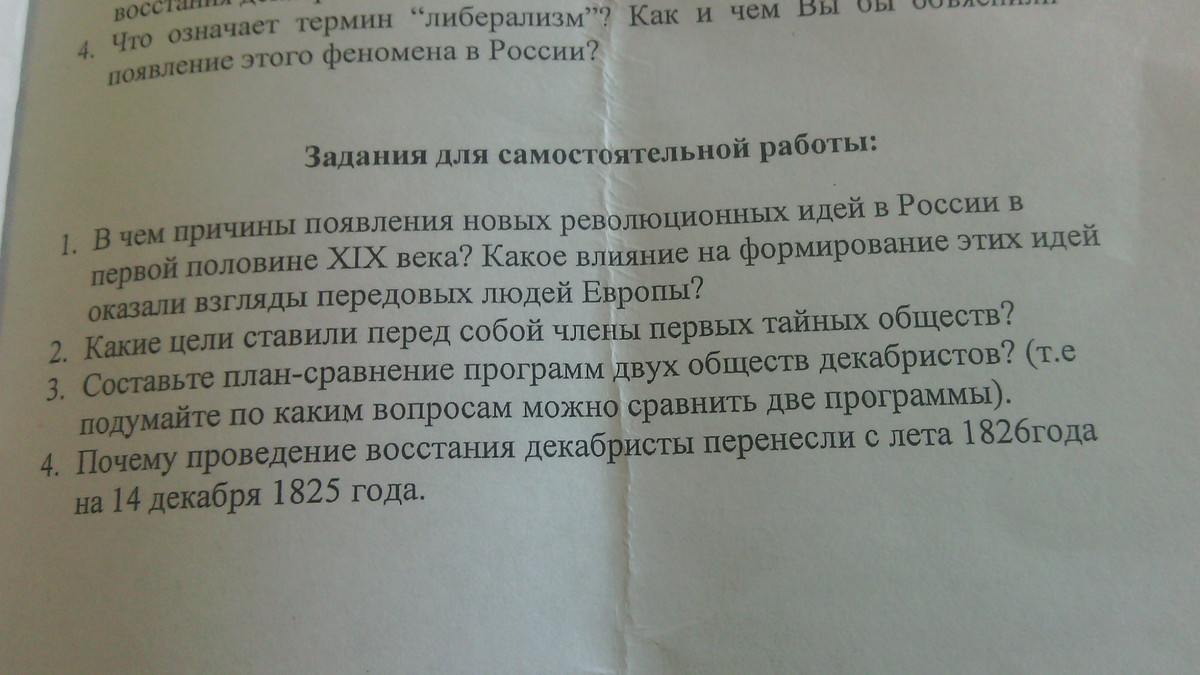 восстания
4. Что означает термин “либерализм”? Как и чем Вы бы объяснили
появление этого феномена в России?
Задания для самостоятельной работы:
1. В чем причины появления новых революционных идей в России в
первой половине XIX века? Какое влияние на формирование этих идей
оказали взгляды передовых людей Европы?
2. Какие цели ставили перед собой члены первых тайных обществ?
3. Составьте план-сравнение программ двух обществ декабристов? (т.е
подумайте по каким вопросам можно сравнить две программы).
4. Почему проведение восстания декабристы перенесли с лета 1826года
на 14 декабря 1825 года.